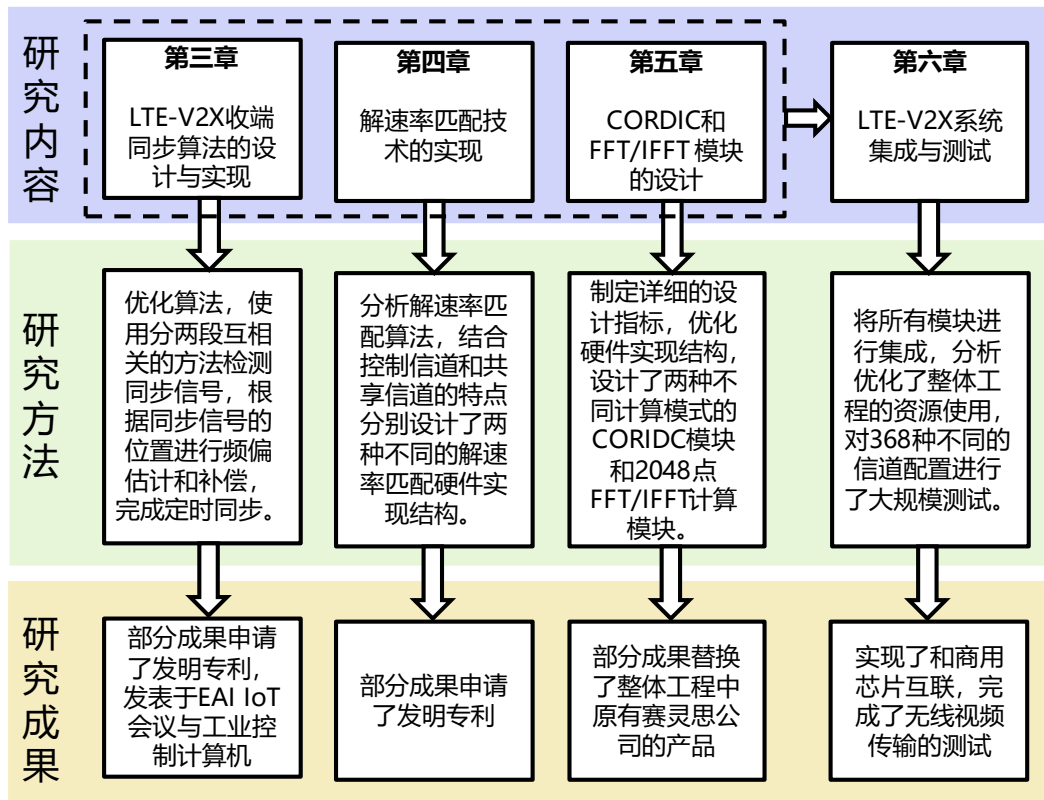 研究内容
第三章
LTE-V2X收端
同步算法的设
计与实现
第四章
解速率匹配技
术的实现
第五章
CORDIC和
FFT/IFFT 模块
的设计
第六章
LTE-V2X系统
集成与测试
研究方法
优化算法，使
用分两段互相
关的方法检测
同步信号，根
据同步信号的
位置进行频偏
估计和补偿，
完成定时同步。
分析解速率匹
配算法，结合
控制信道和共
享信道的特点
分别设计了两
种不同的解速
率匹配硬件实
现结构。
制定详细的设
计指标，优化
硬件实现结构，
设计了两种不
同计算模式的
CORIDC模块
和2048点
FFT/IFFT计算
模块。
将所有模块进
行集成，分析
优化了整体工
程的资源使用，
对368种不同的
信道配置进行
了大规模测试。
研究成果
部分成果申请
了发明专利，
发表于EAI IoT
会议与工业控
制计算机
部分成果申请
了发明专利
部分成果替换
了整体工程中
原有赛灵思公
司的产品
实现了和商用
芯片互联，完
成了无线视频
传输的测试